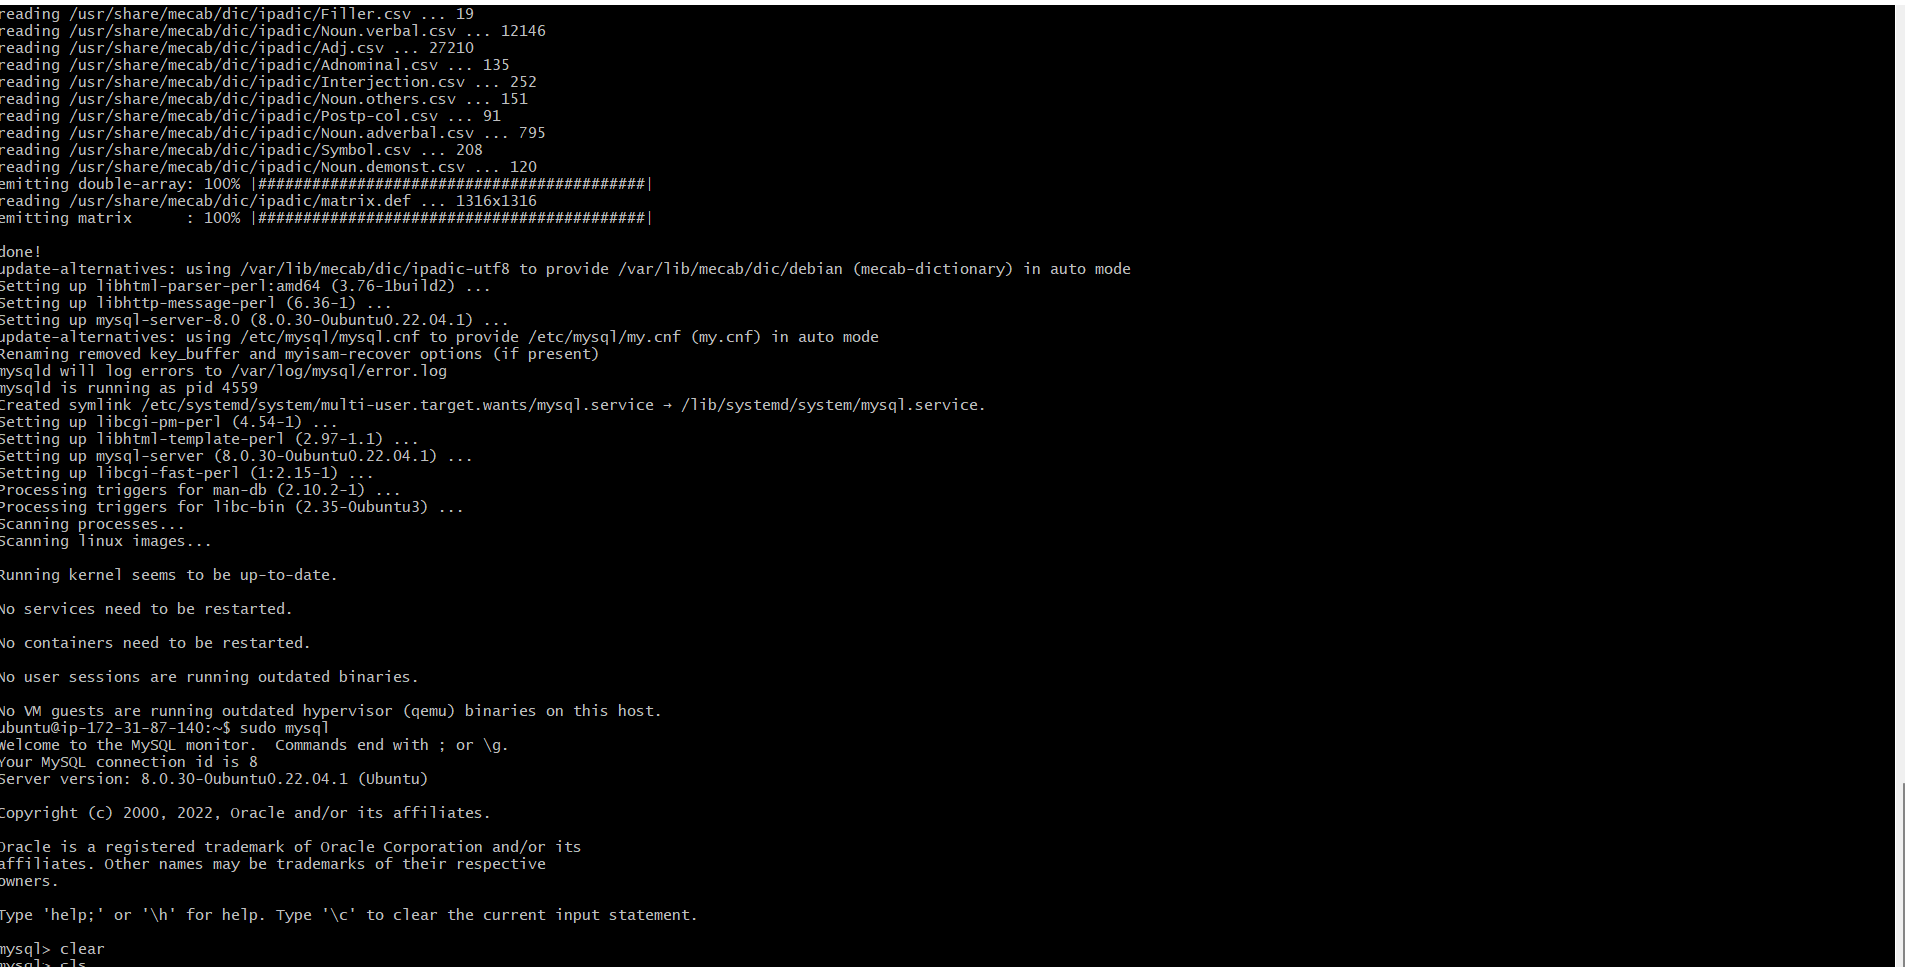 reading /usr/share/mecab/dic/ipadic/Filler.csv ... 19
reading /usr/share/mecab/dic/ipadic/Noun.verbal.csv ... 12146
reading /usr/share/mecab/dic/ipadic/Adj.csv ... 27210
reading /usr/share/mecab/dic/ipadic/Adnominal.csv ... 135
reading /usr/share/mecab/dic/ipadic/Interjection.csv ... 252
reading /usr/share/mecab/dic/ipadic/Noun.others.csv ... 151
reading /usr/share/mecab/dic/ipadic/Postp-col.csv ... 91
reading /usr/share/mecab/dic/ipadic/Noun.adverbal.csv ... 795
reading /usr/share/mecab/dic/ipadic/Symbol.csv ... 208
reading /usr/share/mecab/dic/ipadic/Noun.demonst.csv ... 120
emitting double-array: 100% |###########################################|
reading /usr/share/mecab/dic/ipadic/matrix.def ... 1316x1316
emitting matrix      : 100% |###########################################|
done!
update-alternatives: using /var/lib/mecab/dic/ipadic-utf8 to provide /var/lib/mecab/dic/debian (mecab-dictionary) in auto mode
Setting up libhtml-parser-perl:amd64 (3.76-1build2) ...
Setting up libhttp-message-perl (6.36-1) ...
Setting up mysql-server-8.0 (8.0.30-0ubuntu0.22.04.1) ...
update-alternatives: using /etc/mysql/mysql.cnf to provide /etc/mysql/my.cnf (my.cnf) in auto mode
Renaming removed key_buffer and myisam-recover options (if present)
mysqld will log errors to /var/log/mysql/error.log
mysqld is running as pid 4559
Created symlink /etc/systemd/system/multi-user.target.wants/mysql.service → /lib/systemd/system/mysql.service.
Setting up libcgi-pm-perl (4.54-1) ...
Setting up libhtml-template-perl (2.97-1.1) ...
Setting up mysql-server (8.0.30-0ubuntu0.22.04.1) ...
Setting up libcgi-fast-perl (1:2.15-1) ...
Processing triggers for man-db (2.10.2-1) ...
Processing triggers for libc-bin (2.35-0ubuntu3) ...
Scanning processes...
Scanning linux images...
Running kernel seems to be up-to-date.
No services need to be restarted.
No containers need to be restarted.
No user sessions are running outdated binaries.
No VM guests are running outdated hypervisor (qemu) binaries on this host.
ubuntu@ip-172-31-87-140:~$ sudo mysql
Welcome to the MySQL monitor.  Commands end with ; or \g.
Your MySQL connection id is 8
Server version: 8.0.30-0ubuntu0.22.04.1 (Ubuntu)
Copyright (c) 2000, 2022, Oracle and/or its affiliates.
Oracle is a registered trademark of Oracle Corporation and/or its
affiliates. Other names may be trademarks of their respective
owners.
Type 'help;' or '\h' for help. Type '\c' to clear the current input statement.
mysql> clear
mysql> cls